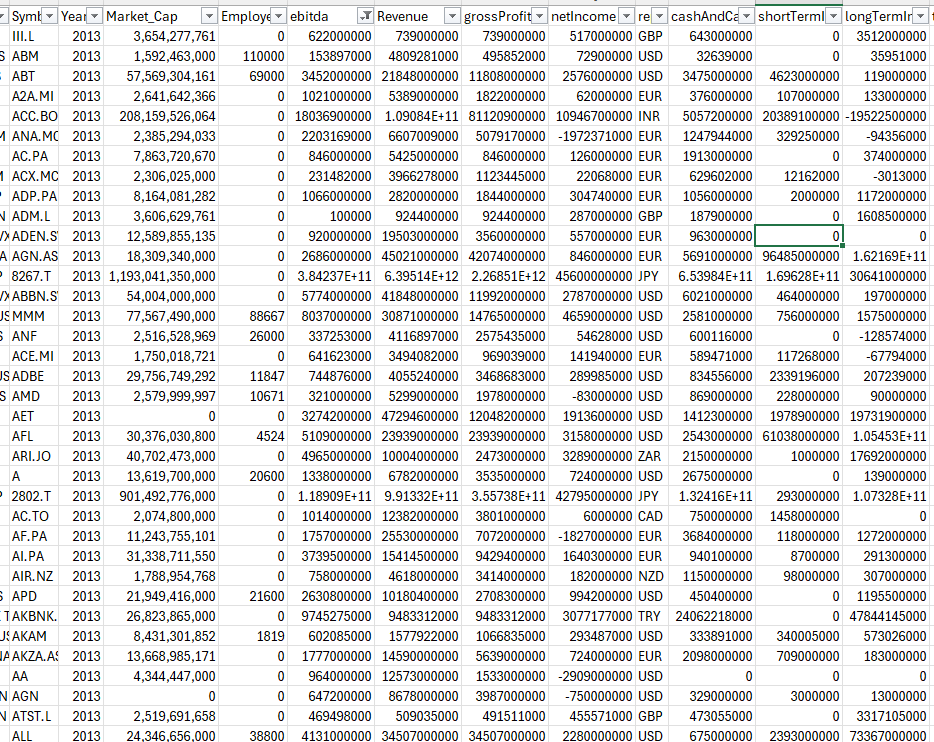 Symb Year Market_Cap Employe ebitda Revenue grossProfit netIncome re cashAndCa shortTermI longTermIn
III.L 2013 3,654,277,761 0 622000000 739000000 739000000 517000000 GBP 643000000 0 3512000000
S ABM 2013 1,592,463,000 110000 153897000 4809281000 495852000 72900000 USD 32639000 0 35951000
S ABT 2013 57,569,304,161 69000 3452000000 21848000000 11808000000 2576000000 USD 3475000000 4623000000 119000000
A2A.MI 2013 2,641,642,366 0 1021000000 5389000000 1822000000 62000000 EUR 376000000 107000000 133000000
ACC.BO 2013 208,159,526,064 0 18036900000 1.09084E+11 81120900000 10946700000 INR 5057200000 20389100000 -19522500000
M ANA.MC 2013 2,385,294,033 0 2203169000 6607009000 5079170000 -1972371000 EUR 1247944000 329250000 -94356000
AC.PA 2013 7,863,720,670 0 846000000 5425000000 846000000 126000000 EUR 1913000000 0 374000000
M ACX.MC 2013 2,306,025,000 0 231482000 3966278000 1123445000 22068000 EUR 629602000 12162000 -3013000
P ADP.PA 2013 8,164,081,282 0 1066000000 2820000000 1844000000 304740000 EUR 1056000000 2000000 1172000000
N ADM.L 2013 3,606,629,761 0 100000 924400000 924400000 287000000 GBP 187900000 0 1608500000
VX ADEN.S 2013 12,589,855,135 0 920000000 19503000000 3560000000 557000000 EUR 963000000 0 0
A AGN.AS 2013 18,309,340,000 0 2686000000 45021000000 42074000000 846000000 EUR 5691000000 96485000000 1.62169E+11
P 8267.T 2013 1,193,041,350,000 0 3.84237E+11 6.39514E+12 2.26851E+12 45600000000 JPY 6.53984E+11 1.69628E+11 30641000000
VX ABBN.S 2013 54,004,000,000 0 5774000000 41848000000 11992000000 2787000000 USD 6021000000 464000000 197000000
US MMM 2013 77,567,490,000 88667 8037000000 30871000000 14765000000 4659000000 USD 2581000000 756000000 1575000000
S ANF 2013 2,516,528,969 26000 337253000 4116897000 2575435000 54628000 USD 600116000 0 -128574000
ACE.MI 2013 1,750,018,721 0 641623000 3494082000 969039000 141940000 EUR 589471000 117268000 -67794000
US ADBE 2013 29,756,749,292 11847 744876000 4055240000 3468683000 289985000 USD 834556000 2339196000 207239000
S AMD 2013 2,579,999,997 10671 321000000 5299000000 1978000000 -83000000 USD 869000000 228000000 90000000
AET 2013 0 0 3274200000 47294600000 12048200000 1913600000 USD 1412300000 1978900000 19731900000
AFL 2013 30,376,030,800 4524 5109000000 23939000000 23939000000 3158000000 USD 2543000000 61038000000 1.05453E+11
ARI.JO 2013 40,702,473,000 0 4965000000 10004000000 2473000000 3289000000 ZAR 2150000000 1000000 17692000000
A 2013 13,619,700,000 20600 1338000000 6782000000 3535000000 724000000 USD 2675000000 0 139000000
P 2802.T 2013 901,492,776,000 0 1.18909E+11 9.91332E+11 3.55738E+11 42795000000 JPY 1.32416E+11 293000000 1.07328E+11
AC.TO 2013 2,074,800,000 0 1014000000 12382000000 3801000000 6000000 CAD 750000000 1458000000 0
AF.PA 2013 11,243,755,101 0 1757000000 25530000000 7072000000 -1827000000 EUR 3684000000 118000000 1272000000
AI.PA 2013 31,338,711,550 0 3739500000 15414500000 9429400000 1640300000 EUR 940100000 8700000 291300000
AIR.NZ 2013 1,788,954,768 0 758000000 4618000000 3414000000 182000000 NZD 1150000000 98000000 307000000
S APD 2013 21,949,416,000 21600 2630800000 10180400000 2708300000 994200000 USD 450400000 0 1195500000
T AKBNK. 2013 26,823,865,000 0 9745275000 9483312000 9483312000 3077177000 TRY 24062218000 0 47844145000
US AKAM 2013 8,431,301,852 1819 602085000 1577922000 1066835000 293487000 USD 333891000 340005000 573026000
NA AKZA.AS 2013 13,668,985,171 0 1777000000 14590000000 5639000000 724000000 EUR 2098000000 709000000 183000000
AA 2013 4,344,447,000 0 964000000 12573000000 1533000000 -2909000000 USD 0 0 0
N AGN 2013 0 0 647200000 8678000000 3987000000 -750000000 USD 329000000 3000000 13000000
N ATST.L 2013 2,519,691,658 0 469498000 509035000 491511000 455571000 GBP 473055000 0 3317105000
ALL 2013 24,346,656,000 38800 4131000000 34507000000 34507000000 2280000000 USD 675000000 2393000000 73367000000